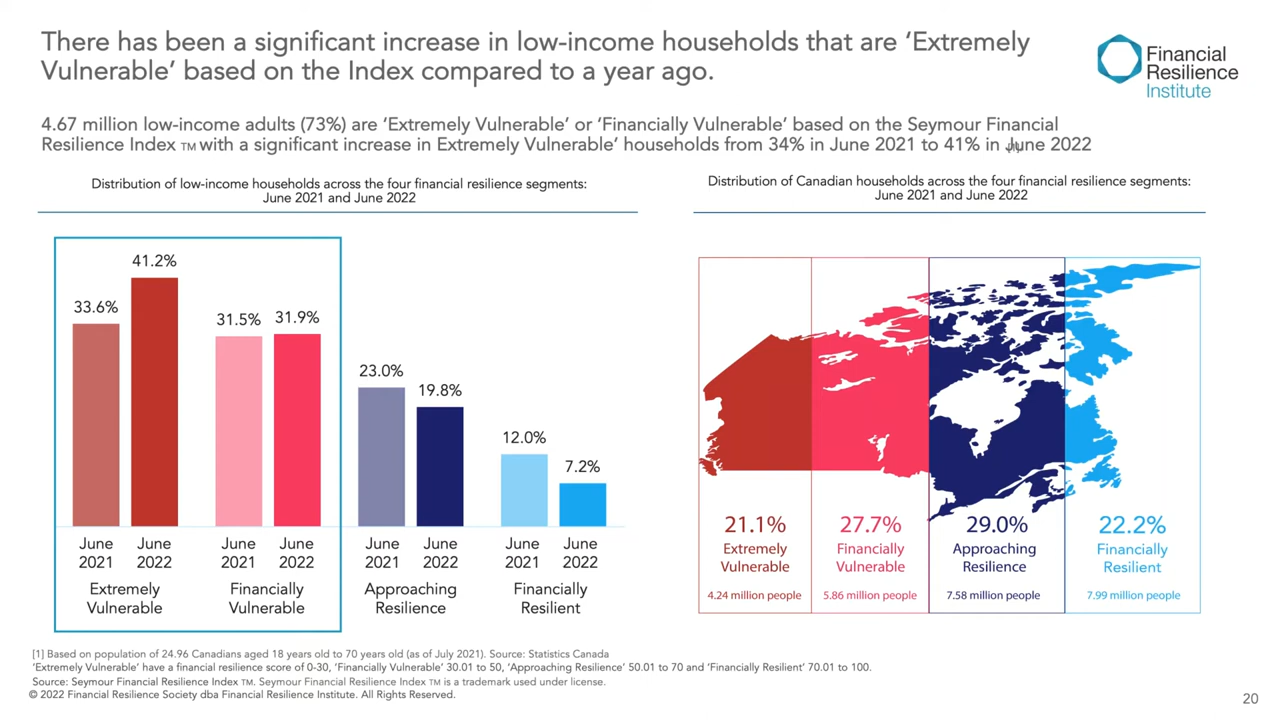 There has been a significant increase in low-income households that are ‘Extremely
Vulnerable’ based on the Index compared to a year ago.
Financial
Resilience
Institute
4.67 million low-income adults (73%) are ‘Extremely Vulnerable’ or ‘Financially Vulnerable’ based on the Seymour Financial
Resilience Index TM with a significant increase in Extremely Vulnerable’ households from 34% in June 2021 to 41% in June 2022
Distribution of low-income households across the four financial resilience segments:
June 2021 and June 2022
41.2%
33.6%
31.5%
31.9%
23.0%
19.8%
12.0%
7.2%
June 2021
June 2022
June 2021
June 2022
June 2021
June 2022
June 2021
June 2022
Extremely
Vulnerable
Financially
Vulnerable
Approaching
Resilience
Financially
Resilient
Distribution of Canadian households across the four financial resilience segments:
June 2021 and June 2022
21.1%
Extremely
Vulnerable
4.24 million people
27.7%
Financially
Vulnerable
5.86 million people
29.0%
Approaching
Resilience
7.58 million people
22.2%
Financially
Resilient
7.99 million people
[1] Based on population of 24.96 Canadians aged 18 years old to 70 years old (as of July 2021). Source: Statistics Canada
‘Extremely Vulnerable’ have a financial resilience score of 0-30, ‘Financially Vulnerable’ 30.01 to 50, ‘Approaching Resilience’ 50.01 to 70 and ‘Financially Resilient’ 70.01 to 100.
Source: Seymour Financial Resilience Index TM. Seymour Financial Resilience Index TM is a trademark used under license.
© 2022 Financial Resilience Society dba Financial Resilience Institute. All Rights Reserved.
20